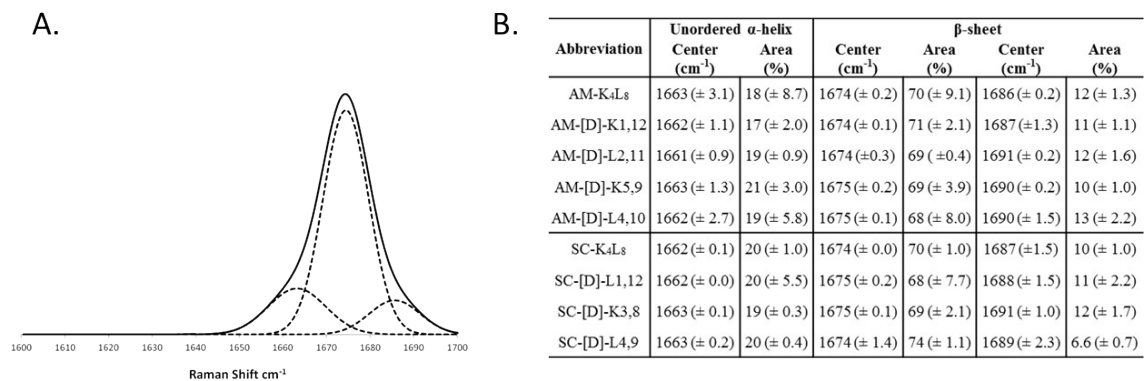 A.
1600 1610 1620 1630 1640 1650 1660 1670 1680 1690 1700
Raman Shift cm-1
B.
Abbreviation Unordered α-helix β-sheet
Center (cm-1) Area (%) Center (cm-1) Area (%) Center (cm-1) Area (%)
AM-K4L8 1663 (± 3.1) 18 (± 8.7) 1674 (± 0.2) 70 (± 9.1) 1686 (± 0.2) 12 (± 1.3)
AM-[D]-K1,12 1662 (± 1.1) 17 (± 2.0) 1674 (± 0.1) 71 (± 2.1) 1687 (±1.3) 11 (± 1.1)
AM-[D]-L2,11 1661 (± 0.9) 19 (± 0.9) 1674 (±0.3) 69 ( ±0.4) 1691 (± 0.2) 12 (± 1.6)
AM-[D]-K5,9 1663 (± 1.3) 21 (± 3.0) 1675 (± 0.2) 69 (± 3.9) 1690 (± 0.2) 10 (± 1.0)
AM-[D]-L4,10 1662 (± 2.7) 19 (± 5.8) 1675 (± 0.1) 68 (± 8.0) 1690 (± 1.5) 13 (± 2.2)
SC-K4L8 1662 (± 0.1) 20 (± 1.0) 1674 (± 0.0) 70 (± 1.0) 1687 (±1.5) 10 (± 1.0)
SC-[D]-L1,12 1662 (± 0.0) 20 (± 5.5) 1675 (± 0.2) 68 (± 7.7) 1688 (± 1.5) 11 (± 2.2)
SC-[D]-K3,8 1663 (± 0.1) 19 (± 0.3) 1675 (± 0.1) 69 (± 2.1) 1691 (± 1.0) 12 (± 1.7)
SC-[D]-L4,9 1663 (± 0.2) 20 (± 0.4) 1674 (± 1.4) 74 (± 1.1) 1689 (± 2.3) 6.6 (± 0.7)